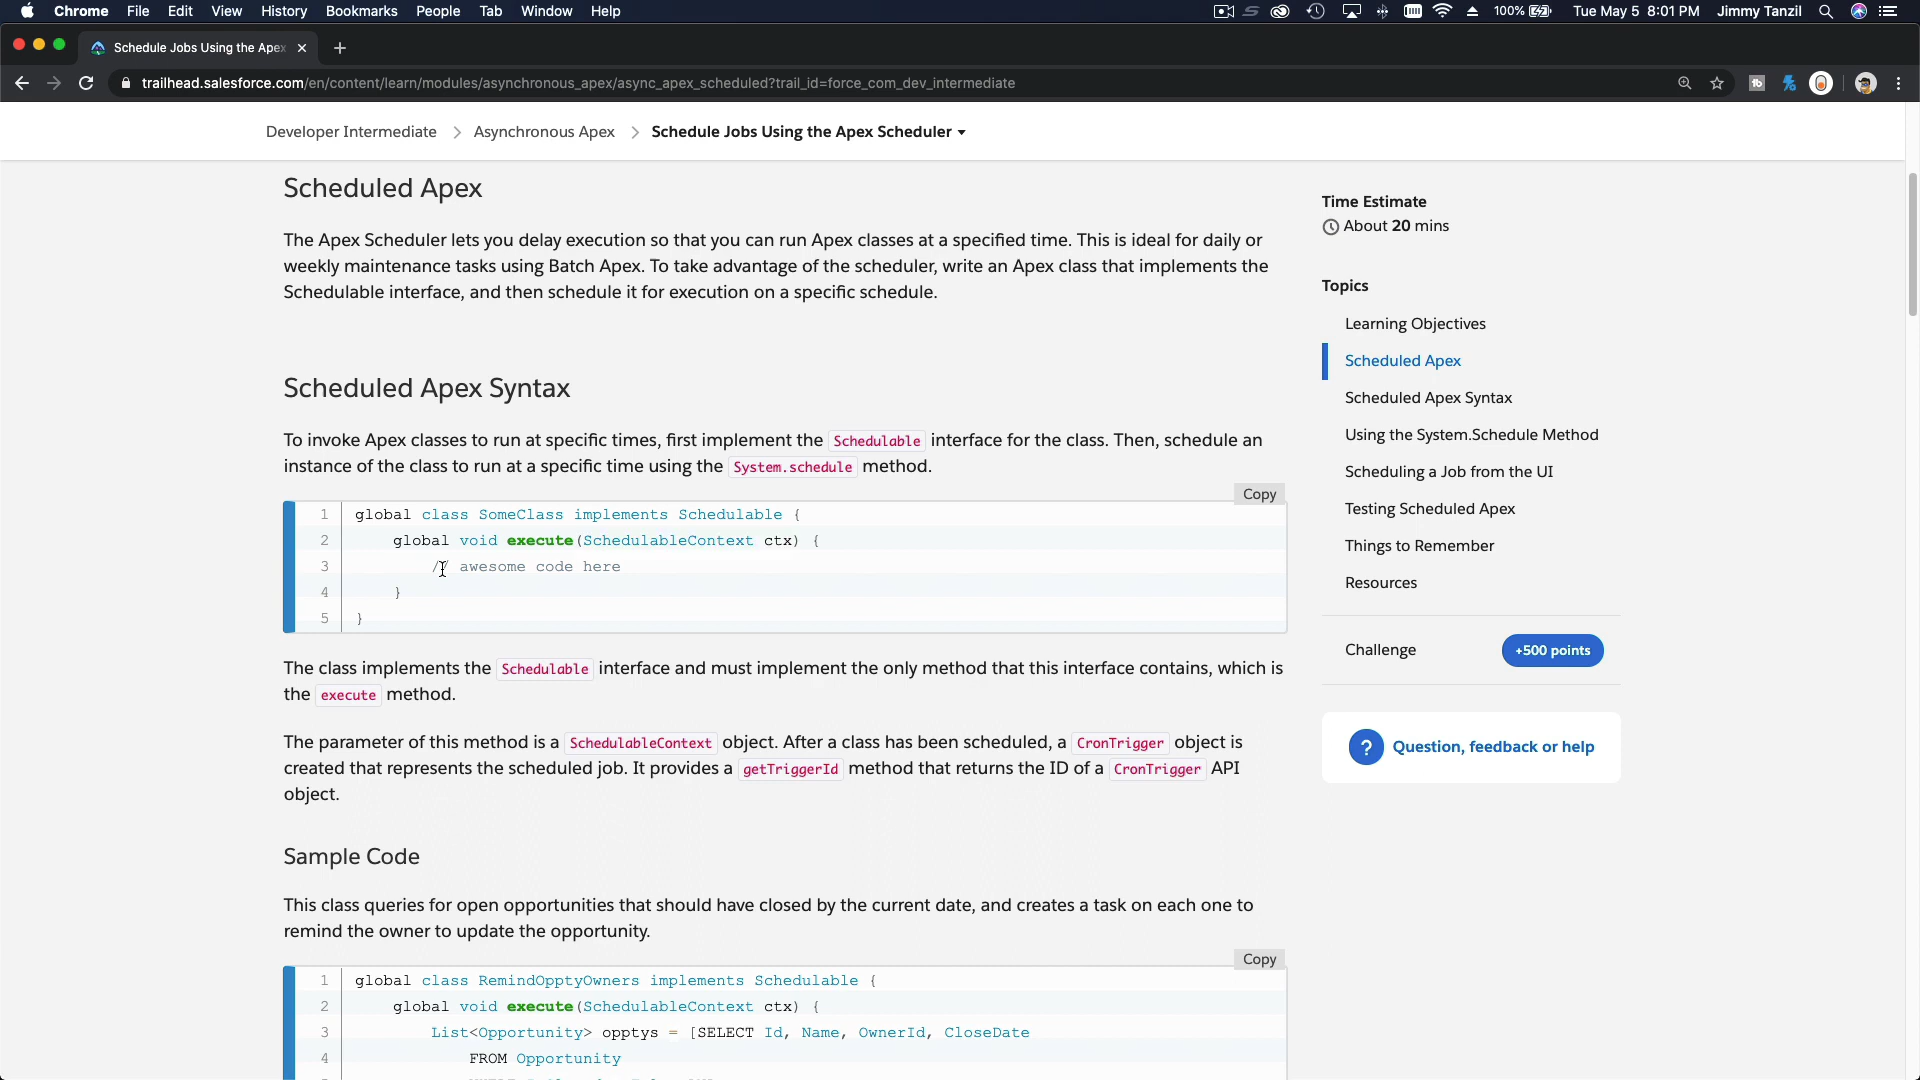 Chrome File Edit View History Bookmarks People Tab Window Help 100% Tue May 5 8:01 PM Jimmy Tanzil
Schedule Jobs Using the Apex
trailhead.salesforce.com/en/content/learn/modules/asynchronous_apex/async_apex_scheduled?trail_id=force_com_dev_intermediate
Developer Intermediate > Asynchronous Apex > Schedule Jobs Using the Apex Scheduler
Scheduled Apex
The Apex Scheduler lets you delay execution so that you can run Apex classes at a specified time. This is ideal for daily or
weekly maintenance tasks using Batch Apex. To take advantage of the scheduler, write an Apex class that implements the
Schedulable interface, and then schedule it for execution on a specific schedule.
Scheduled Apex Syntax
To invoke Apex classes to run at specific times, first implement the Schedulable interface for the class. Then, schedule an
instance of the class to run at a specific time using the System.schedule method.
Copy
1 global class SomeClass implements Schedulable {
2 global void execute(SchedulableContext ctx) {
3 // awesome code here
4 }
5 }
The class implements the Schedulable interface and must implement the only method that this interface contains, which is
the execute method.
The parameter of this method is a SchedulableContext object. After a class has been scheduled, a CronTrigger object is
created that represents the scheduled job. It provides a getTriggerId method that returns the ID of a CronTrigger API
object.
Sample Code
This class queries for open opportunities that should have closed by the current date, and creates a task on each one to
remind the owner to update the opportunity.
Copy
1 global class RemindOpptyOwners implements Schedulable {
2 global void execute(SchedulableContext ctx) {
3 List<Opportunity> opptys = [SELECT Id, Name, OwnerId, CloseDate
4 FROM Opportunity
Time Estimate
About 20 mins
Topics
Learning Objectives
Scheduled Apex
Scheduled Apex Syntax
Using the System.Schedule Method
Scheduling a Job from the UI
Testing Scheduled Apex
Things to Remember
Resources
Challenge +500 points
? Question, feedback or help